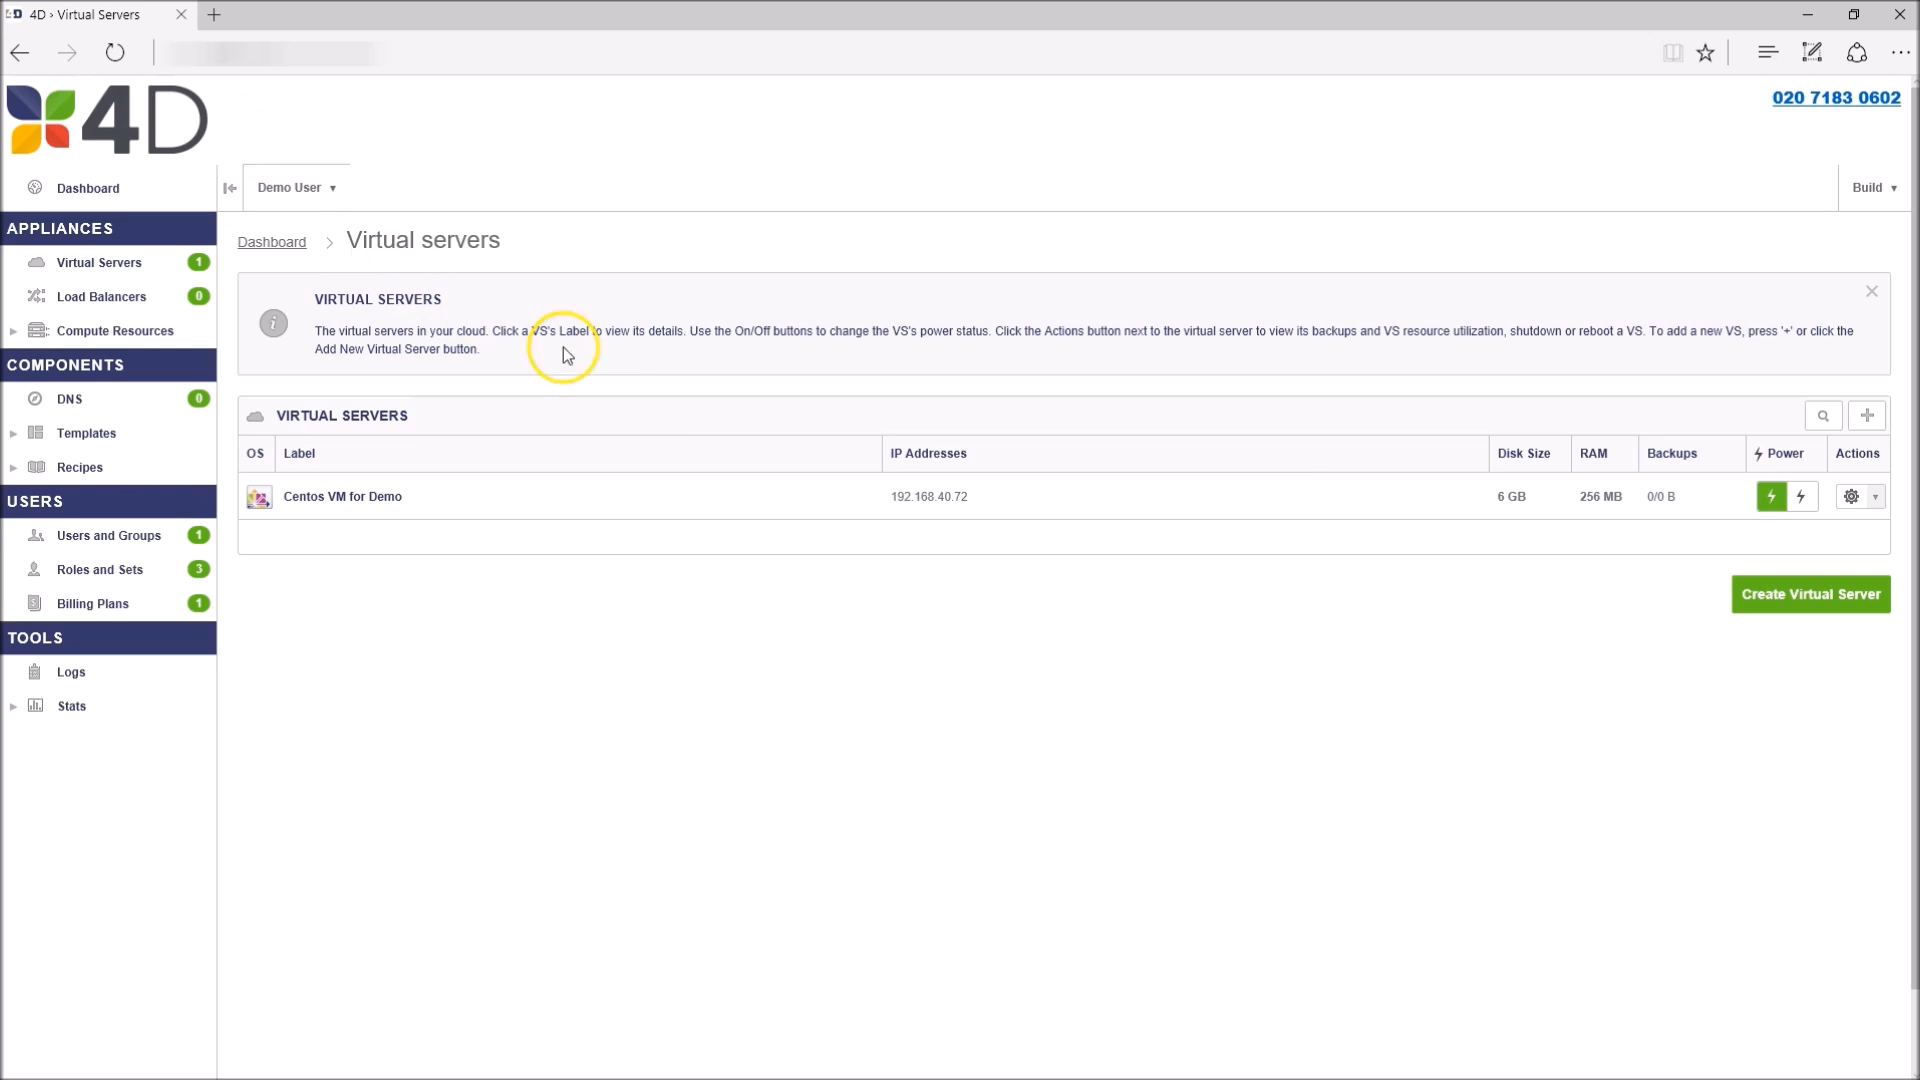 4D › Virtual Servers
4D
020 7183 0602
Dashboard
Demo User
Build
APPLIANCES
Virtual Servers 1
Load Balancers 0
Compute Resources
COMPONENTS
DNS 0
Templates
Recipes
USERS
Users and Groups 1
Roles and Sets 3
Billing Plans 1
TOOLS
Logs
Stats
Dashboard Virtual servers
VIRTUAL SERVERS
The virtual servers in your cloud. Click a VS's Label to view its details. Use the On/Off buttons to change the VS's power status. Click the Actions button next to the virtual server to view its backups and VS resource utilization, shutdown or reboot a VS. To add a new VS, press '+' or click the
Add New Virtual Server button.
VIRTUAL SERVERS
OS Label IP Addresses Disk Size RAM Backups Power Actions
Centos VM for Demo 192.168.40.72 6 GB 256 MB 0/0 B
Create Virtual Server